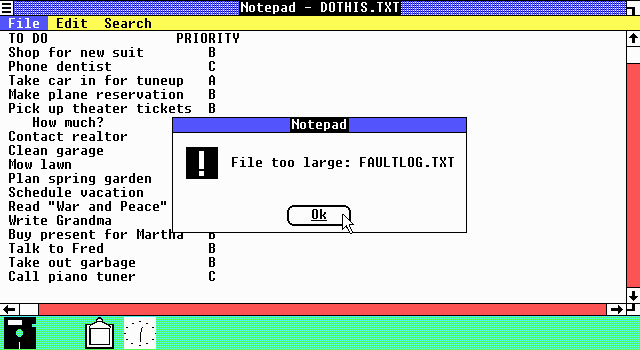 Notepad - DOTHIS.TXT
File Edit Search
TO DO PRIORITY
Shop for new suit B
Phone dentist C
Take car in for tuneup A
Make plane reservation B
Pick up theater tickets B
How much?
Contact realtor
Clean garage
Mow lawn
Plan spring garden
Schedule vacation
Read "War and Peace"
Write Grandma
Buy present for Martha B
Talk to Fred B
Take out garbage B
Call piano tuner C
Notepad
File too large: FAULTLOG.TXT
Ok